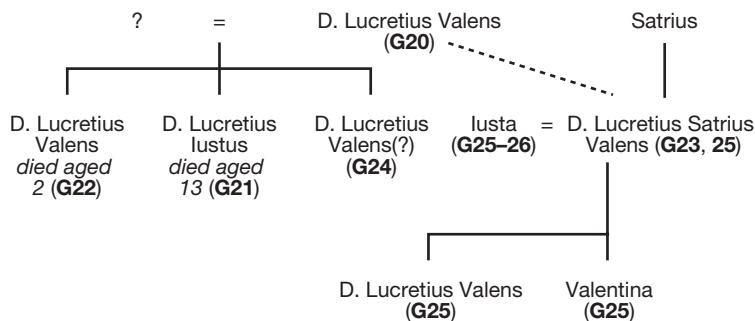 ? = D. Lucretius Valens Satrius
(G20)
D. Lucretius D. Lucretius D. Lucretius Iusta = D. Lucretius Satrius
Valens Iustus Valens(?) (G25–26) Valens (G23, 25)
died aged died aged (G24)
2 (G22) 13 (G21)
D. Lucretius Valens Valentina
(G25) (G25)